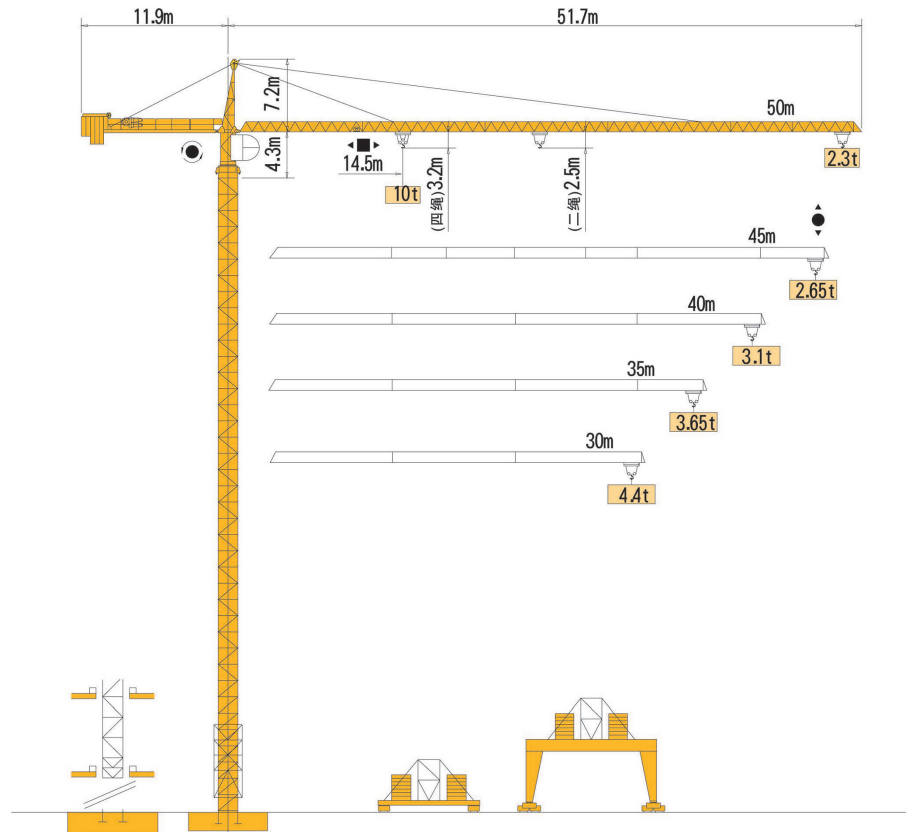 11.9m
51.7m
7.2m
50m
4.3m
14.5m
10t
(四绳)3.2m
(二绳)2.5m
2.3t
45m
2.65t
40m
3.1t
35m
3.65t
30m
4.4t